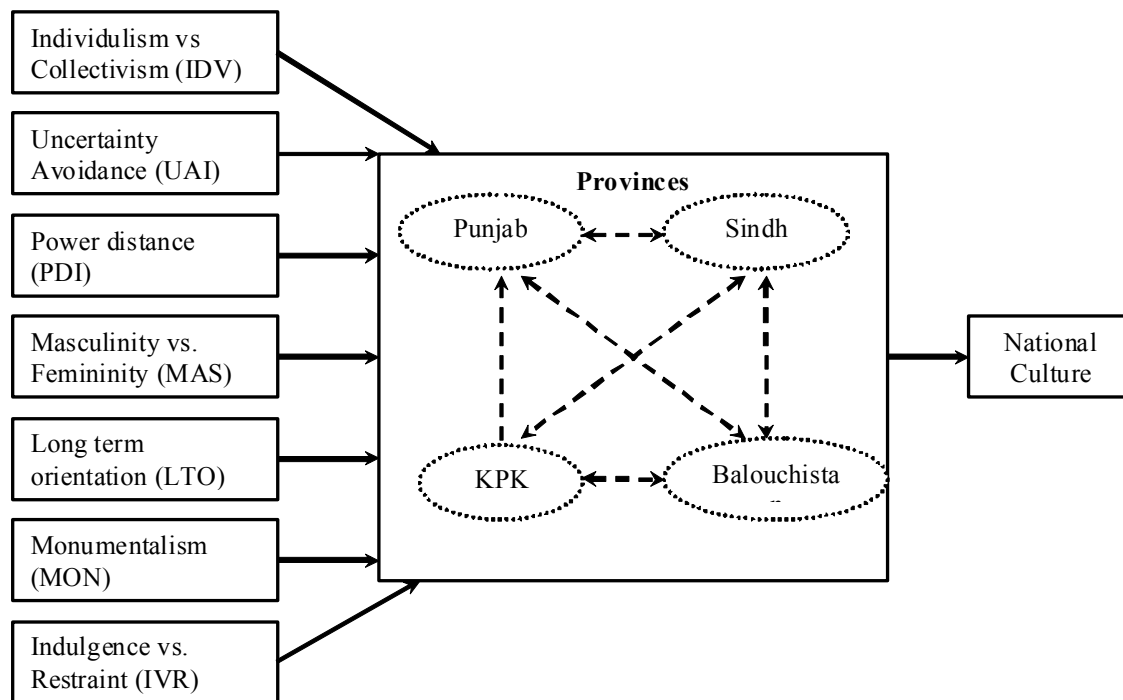 Individulism vs
Collectivism (IDV)
Uncertainty
Avoidance (UAI)
Power distance
(PDI)
Masculinity vs.
Femininity (MAS)
Long term
orientation (LTO)
Monumentalism
(MON)
Indulgence vs.
Restraint (IVR)
Provinces
Punjab
Sindh
KPK
Balouchista
National
Culture